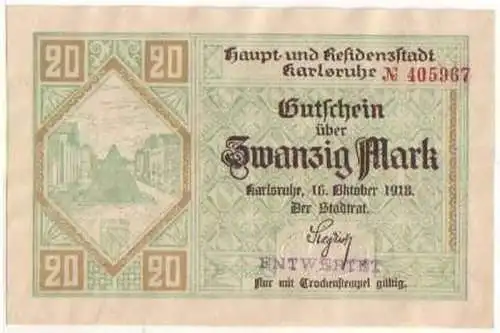 20 20
Haupt- und Residenzstadt
Karlsruhe № 405967
Gutschein
über
Zwanzig Mark
Karlsruhe, 16. Oktober 1918.
Der Stadtrat.
Siegrist
ENTWERTET
Nur mit Trockenstempel gültig.
20 20